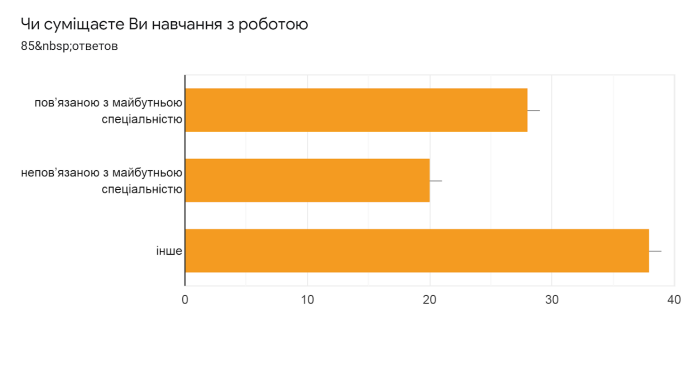 Чи суміщаєте Ви навчання з роботою
85&nbsp;ответов
пов'язаною з майбутньою
спеціальністю
непов'язаною з майбутньою
спеціальністю
інше
0 10 20 30 40